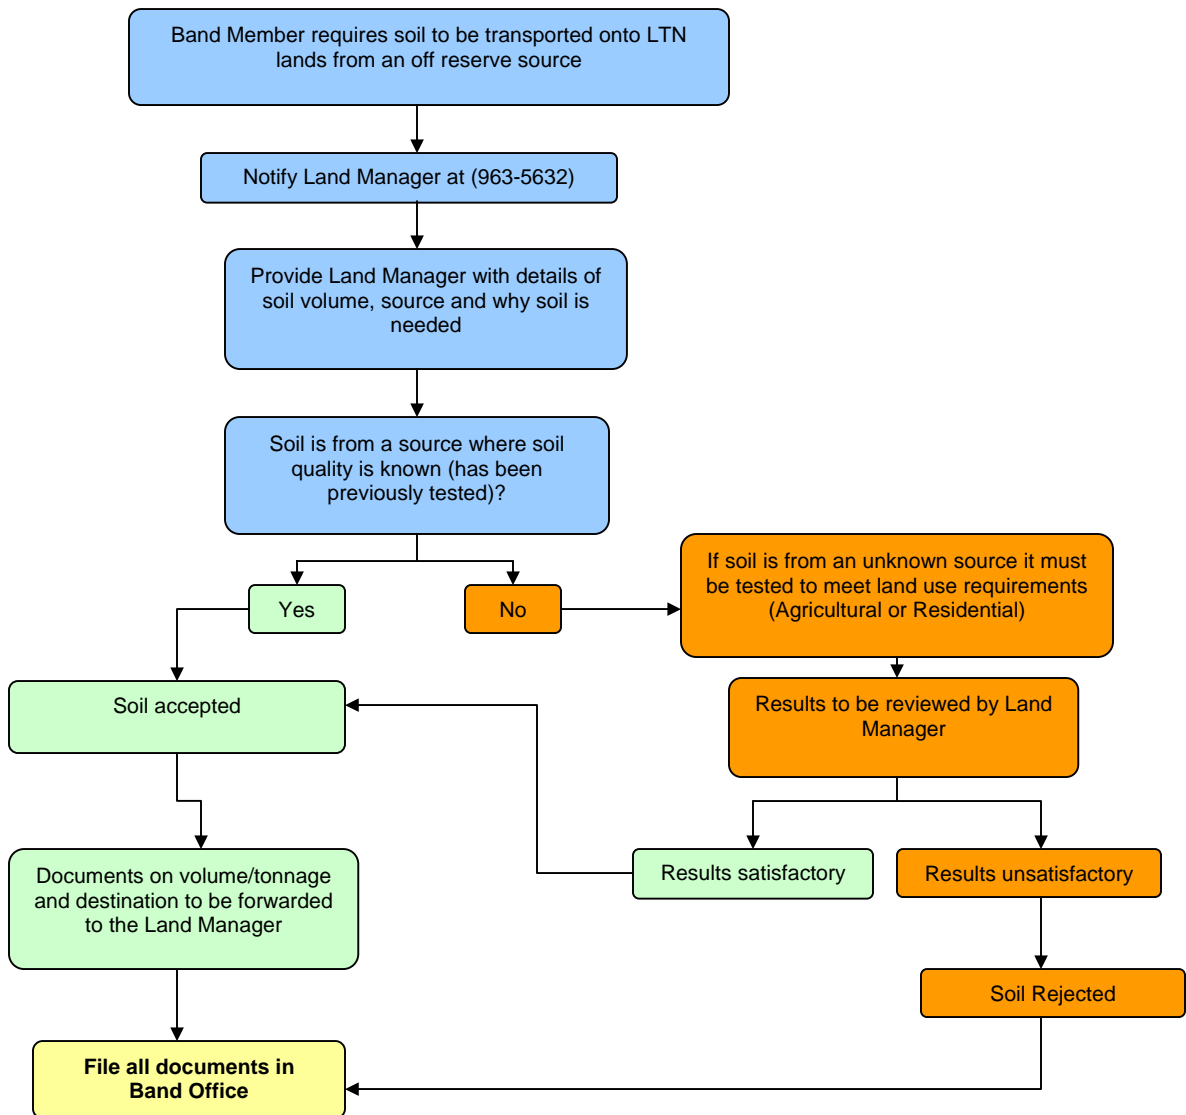 Band Member requires soil to be transported onto LTN
lands from an off reserve source
Notify Land Manager at (963-5632)
Provide Land Manager with details of
soil volume, source and why soil is
needed
Soil is from a source where soil
quality is known (has been
previously tested)?
Yes
No
If soil is from an unknown source it must
be tested to meet land use requirements
(Agricultural or Residential)
Soil accepted
Results to be reviewed by Land
Manager
Documents on volume/tonnage
and destination to be forwarded
to the Land Manager
Results satisfactory
Results unsatisfactory
Soil Rejected
File all documents in
Band Office